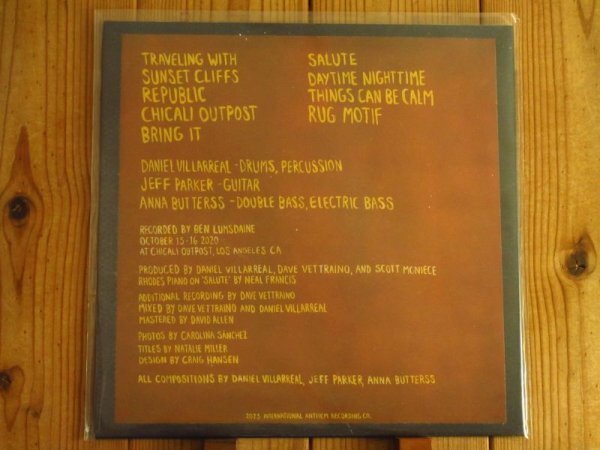 TRAVELING WITH
SUNSET CLIFFS
REPUBLIC
CHICALI OUTPOST
BRING IT
SALUTE
DAYTIME NIGHTTIME
THINGS CAN BE CALM
RUG MOTIF
DANIEL VILLARREAL - DRUMS, PERCUSSION
JEFF PARKER - GUITAR
ANNA BUTTERSS - DOUBLE BASS, ELECTRIC BASS
RECORDED BY BEN LUMSDAINE
OCTOBER 15-16 2020
AT CHICALI OUTPOST, LOS ANGELES CA
PRODUCED BY DANIEL VILLARREAL, DAVE VETTRAINO, AND SCOTT MCNIECE
RHODES PIANO ON 'SALUTE' BY NEAL FRANCIS
ADDITIONAL RECORDING BY DAVE VETTRAINO
MIXED BY DAVE VETTRAINO AND DANIEL VILLARREAL
MASTERED BY DAVID ALLEN
PHOTOS BY CAROLINA SANCHEZ
TITLES BY NATALIE MILLER
DESIGN BY CRAIG HANSEN
ALL COMPOSITIONS BY DANIEL VILLARREAL, JEFF PARKER, ANNA BUTTERSS
2023 INTERNATIONAL ANTHEM RECORDING CO.